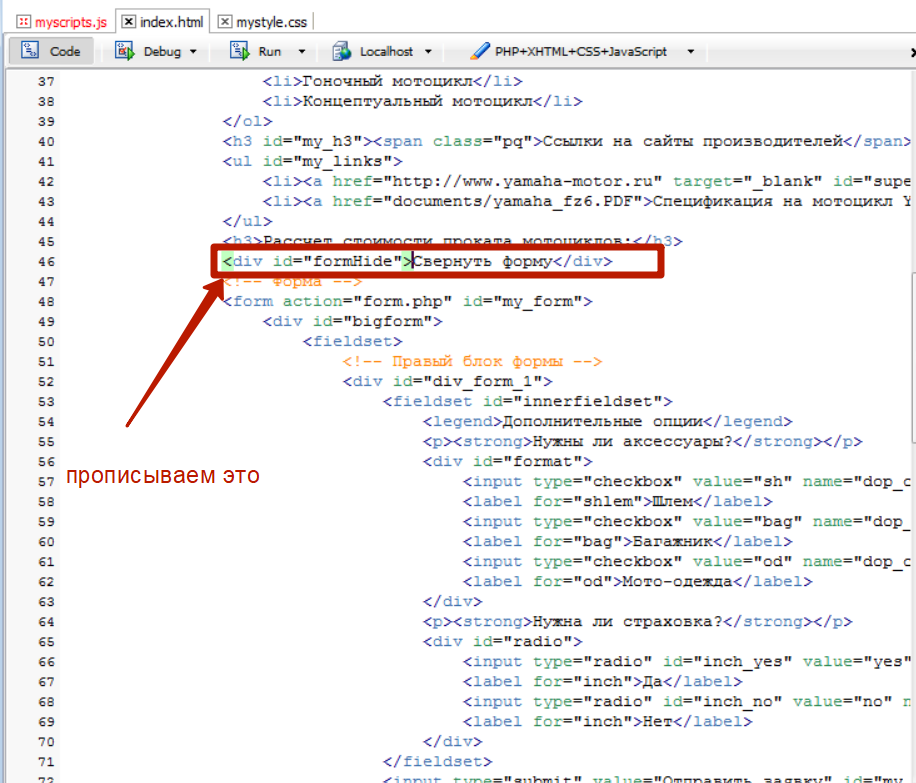 myscripts.js index.html mystyle.css
Code Debug Run Localhost PHP+XHTML+CSS+JavaScript
37 <li>Гоночный мотоцикл</li>
38 <li>Концептуальный мотоцикл</li>
39 </ol>
40 <h3 id="my_h3"><span class="pq">Ссылки на сайты производителей</span>
41 <ul id="my_links">
42 <li><a href="http://www.yamaha-motor.ru" target="_blank" id="supe
43 <li><a href="documents/yamaha_fz6.PDF">Спецификация на мотоцикл Y
44 </ul>
45 <h3>Рассчет стоимости проката мотоциклов:</h3>
46 <div id="formHide">Свернуть форму</div>
47 <!-- Форма -->
48 <form action="form.php" id="my_form">
49 <div id="bigform">
50 <fieldset>
51 <!-- Правый блок формы -->
52 <div id="div_form_1">
53 <fieldset id="innerfieldset">
54 <legend>Дополнительные опции</legend>
55 <p><strong>Нужны ли аксессуары?</strong></p>
56 <div id="format">
прописываем это
57 <input type="checkbox" value="sh" name="dop_o
58 <label for="shlem">Шлем</label>
59 <input type="checkbox" value="bag" name="dop_
60 <label for="bag">Багажник</label>
61 <input type="checkbox" value="od" name="dop_o
62 <label for="od">Мото-одежда</label>
63 </div>
64 <p><strong>Нужна ли страховка?</strong></p>
65 <div id="radio">
66 <input type="radio" id="inch_yes" value="yes"
67 <label for="inch">Да</label>
68 <input type="radio" id="inch_no" value="no" n
69 <label for="inch">Нет</label>
70 </div>
71 </fieldset>
72 <input type="submit" value="Отправить заявку" id="my